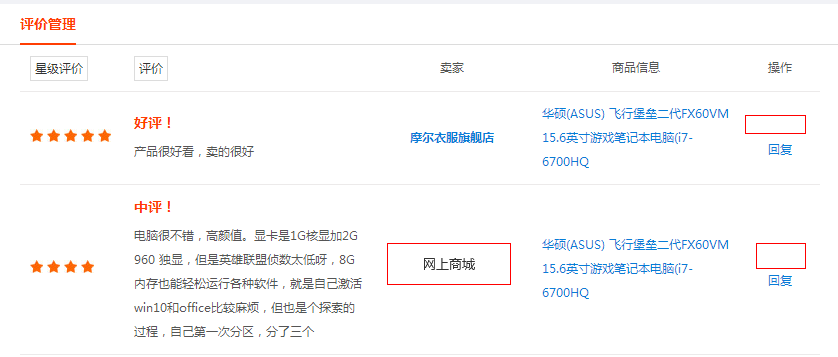 评价管理
星级评价 评价 卖家 商品信息 操作
好评！
产品很好看，卖的很好
摩尔衣服旗舰店
华硕(ASUS) 飞行堡垒二代FX60VM
15.6英寸游戏笔记本电脑(i7-
6700HQ
回复
中评！
电脑很不错，高颜值。显卡是1G核显加2G
960 独显，但是英雄联盟侦数太低呀，8G
内存也能轻松运行各种软件，就是自己激活
win10和office比较麻烦，但也是个探索的
过程，自己第一次分区，分了三个
网上商城
华硕(ASUS) 飞行堡垒二代FX60VM
15.6英寸游戏笔记本电脑(i7-
6700HQ
回复